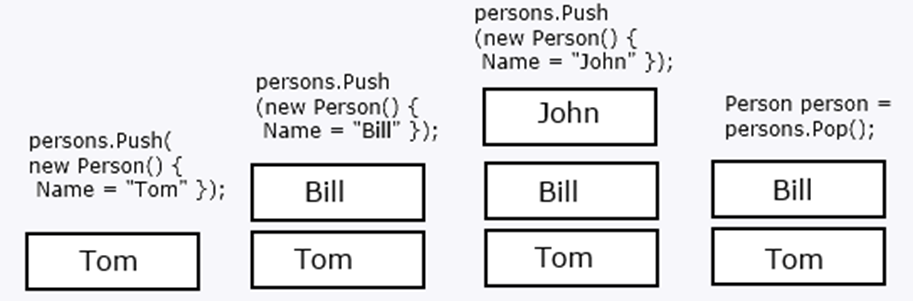 persons.Push(
new Person() {
Name = "Tom" });
Tom
persons.Push
(new Person() {
Name = "Bill" });
Bill
Tom
persons.Push
(new Person() {
Name = "John" });
John
Bill
Tom
Person person =
persons.Pop();
Bill
Tom